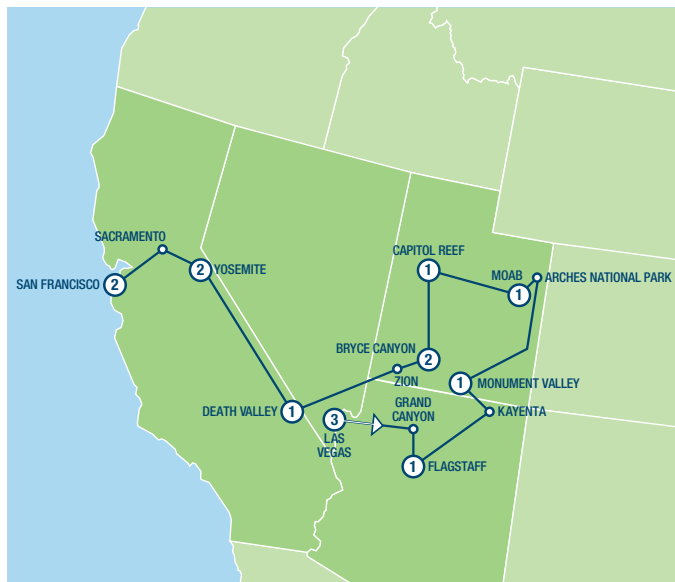 SACRAMENTO
SAN FRANCISCO
2
2
YOSEMITE
CAPITOL REEF
1
MOAB
1
ARCHES NATIONAL PARK
BRYCE CANYON
2
ZION
1
MONUMENT VALLEY
DEATH VALLEY
1
3
LAS
VEGAS
GRAND
CANYON
KAYENTA
1
FLAGSTAFF